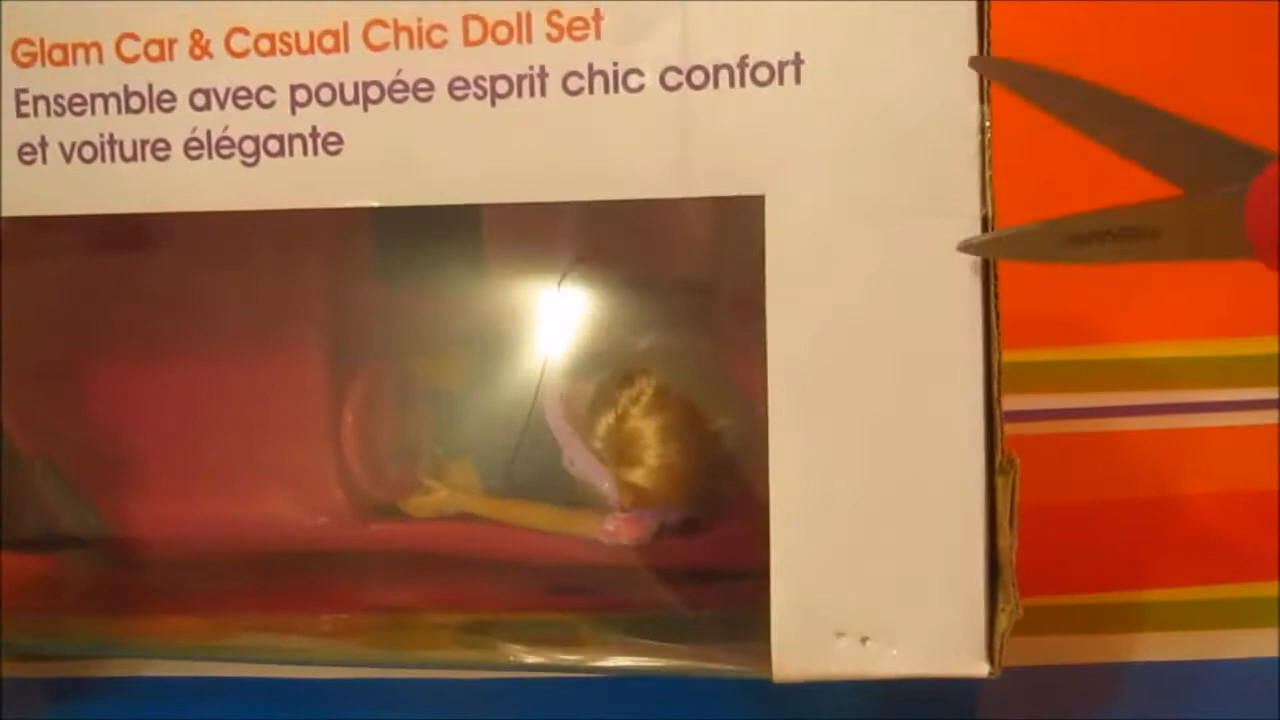 Glam Car & Casual Chic Doll Set
Ensemble avec poupée esprit chic confort
et voiture élégante